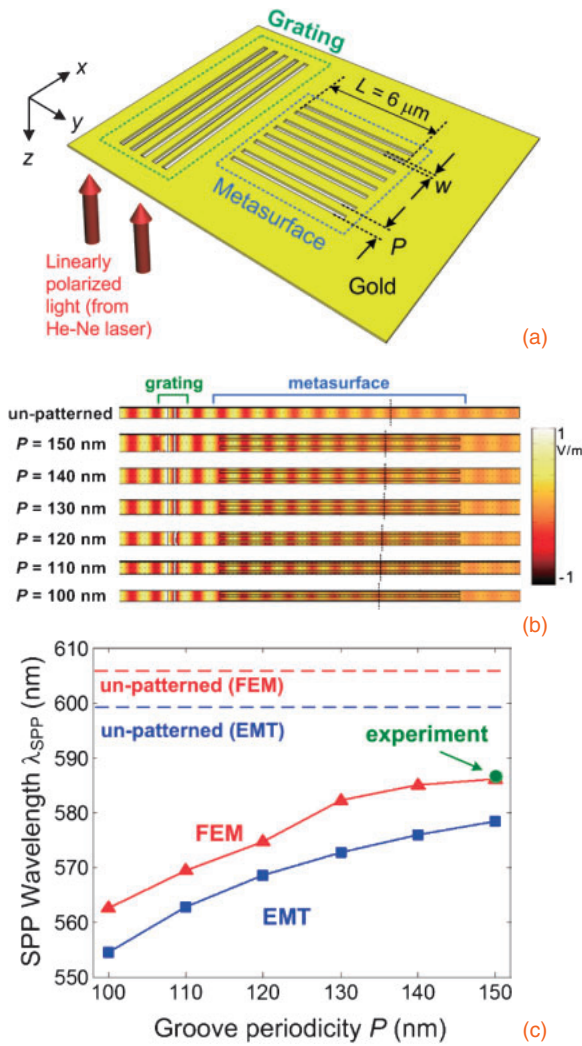 Grating
x
y
z
L = 6 μm
w
P
Metasurface
Gold
Linearly
polarized
light (from
He-Ne laser)
(a)
grating
metasurface
un-patterned
P = 150 nm
P = 140 nm
P = 130 nm
P = 120 nm
P = 110 nm
P = 100 nm
1
V/m
-1
(b)
SPP Wavelength λSPP (nm)
610
600
590
580
570
560
550
un-patterned (FEM)
un-patterned (EMT)
experiment
FEM
EMT
100
110
120
130
140
150
Groove periodicity P (nm)
(c)